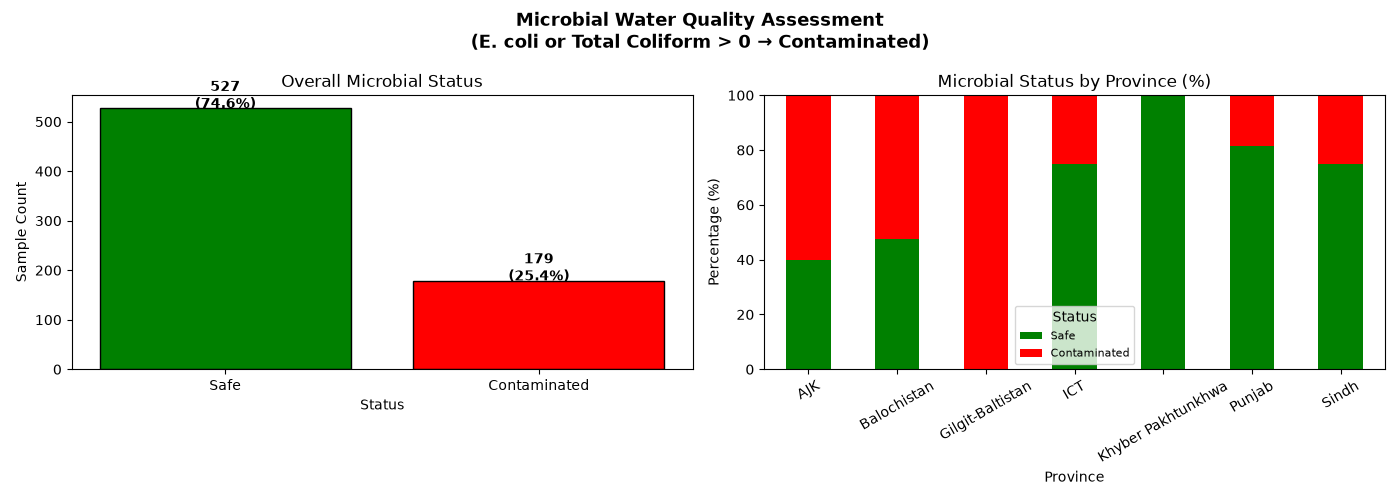 Microbial Water Quality Assessment
(E. coli or Total Coliform > 0 → Contaminated)
Overall Microbial Status
527
(74.6%)
179
(25.4%)
Sample Count
500
400
300
200
100
0
Safe
Contaminated
Status
Microbial Status by Province (%)
Percentage (%)
100
80
60
40
20
0
Status
Safe
Contaminated
AJK
Balochistan
Gilgit-Baltistan
ICT
Khyber Pakhtunkhwa
Punjab
Sindh
Province